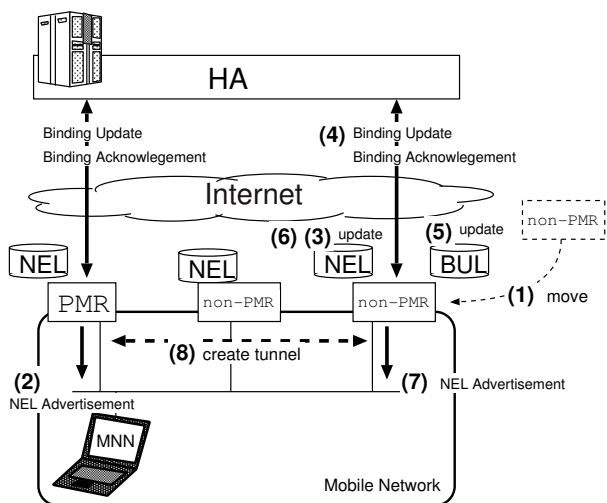 HA
Binding Update
Binding Acknowlegement
(4) Binding Update
Binding Acknowlegement
Internet
non-PMR
(6) (3) update
(5) update
NEL
NEL
NEL
BUL
(1) move
PMR
non-PMR
non-PMR
(8) create tunnel
(2)
NEL Advertisement
(7) NEL Advertisement
MNN
Mobile Network